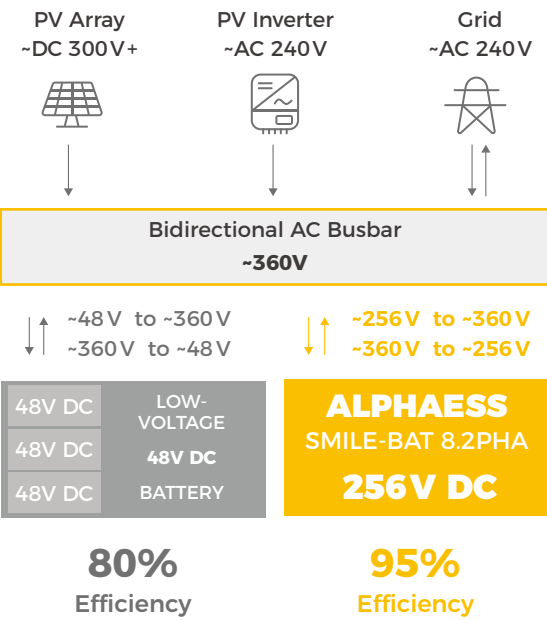 PV Array
~DC 300V+
PV Inverter
~AC 240V
Grid
~AC 240V
Bidirectional AC Busbar
~360V
~48V to ~360V
~360V to ~48V
~256V to ~360V
~360V to ~256V
48V DC
48V DC
48V DC
LOW-
VOLTAGE
48V DC
BATTERY
ALPHAESS
SMILE-BAT 8.2PHA
256V DC
80%
Efficiency
95%
Efficiency